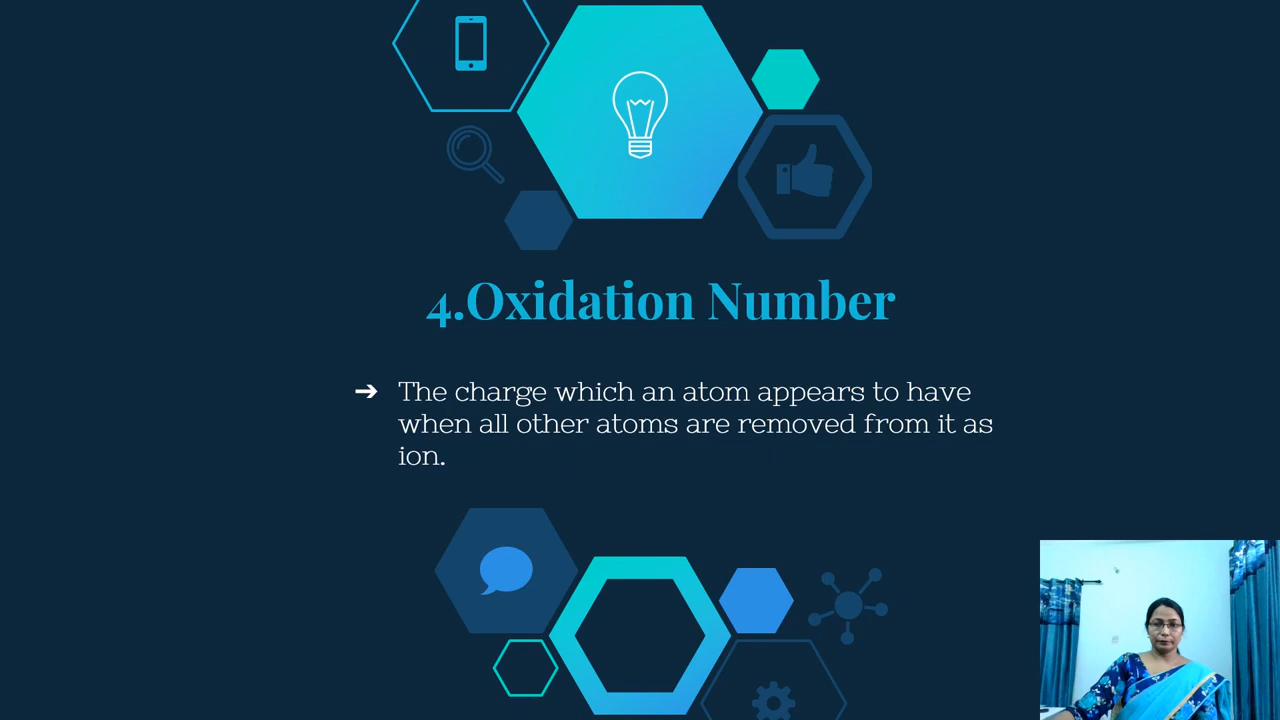 4.Oxidation Number
➔ The charge which an atom appears to have
when all other atoms are removed from it as
ion.